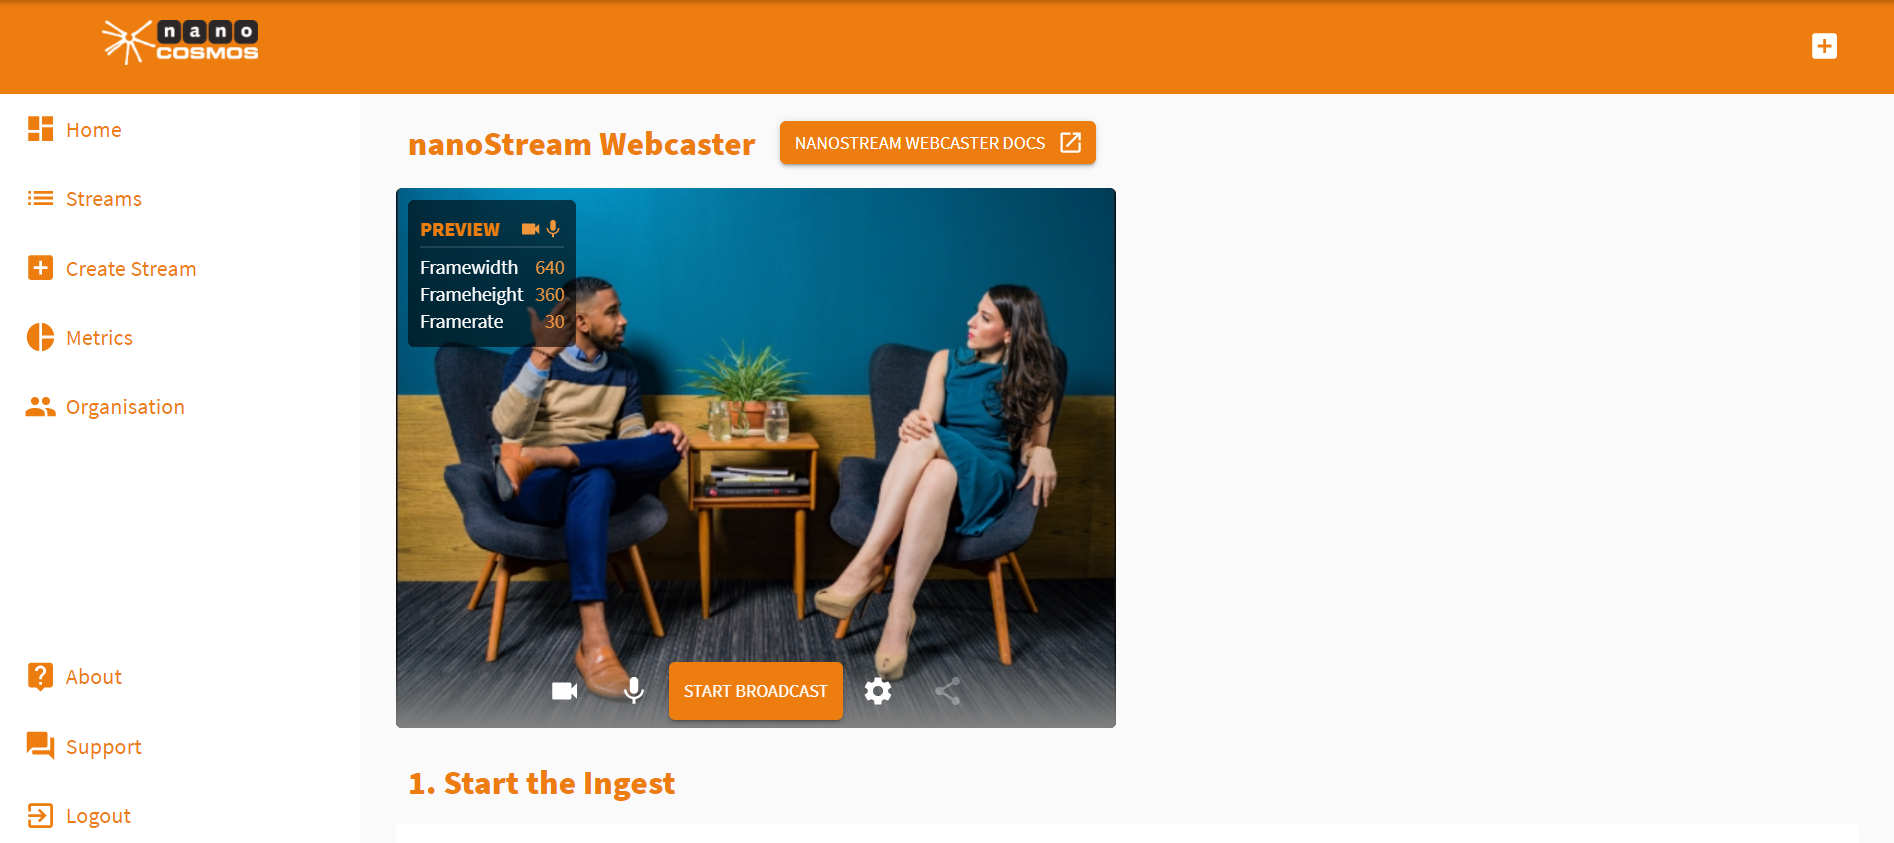 nano
COSMOS
Home
Streams
Create Stream
Metrics
Organisation
About
Support
Logout
nanoStream Webcaster
NANOSTREAM WEBCASTER DOCS
PREVIEW
Framewidth 640
Frameheight 360
Framerate 30
START BROADCAST
1. Start the Ingest